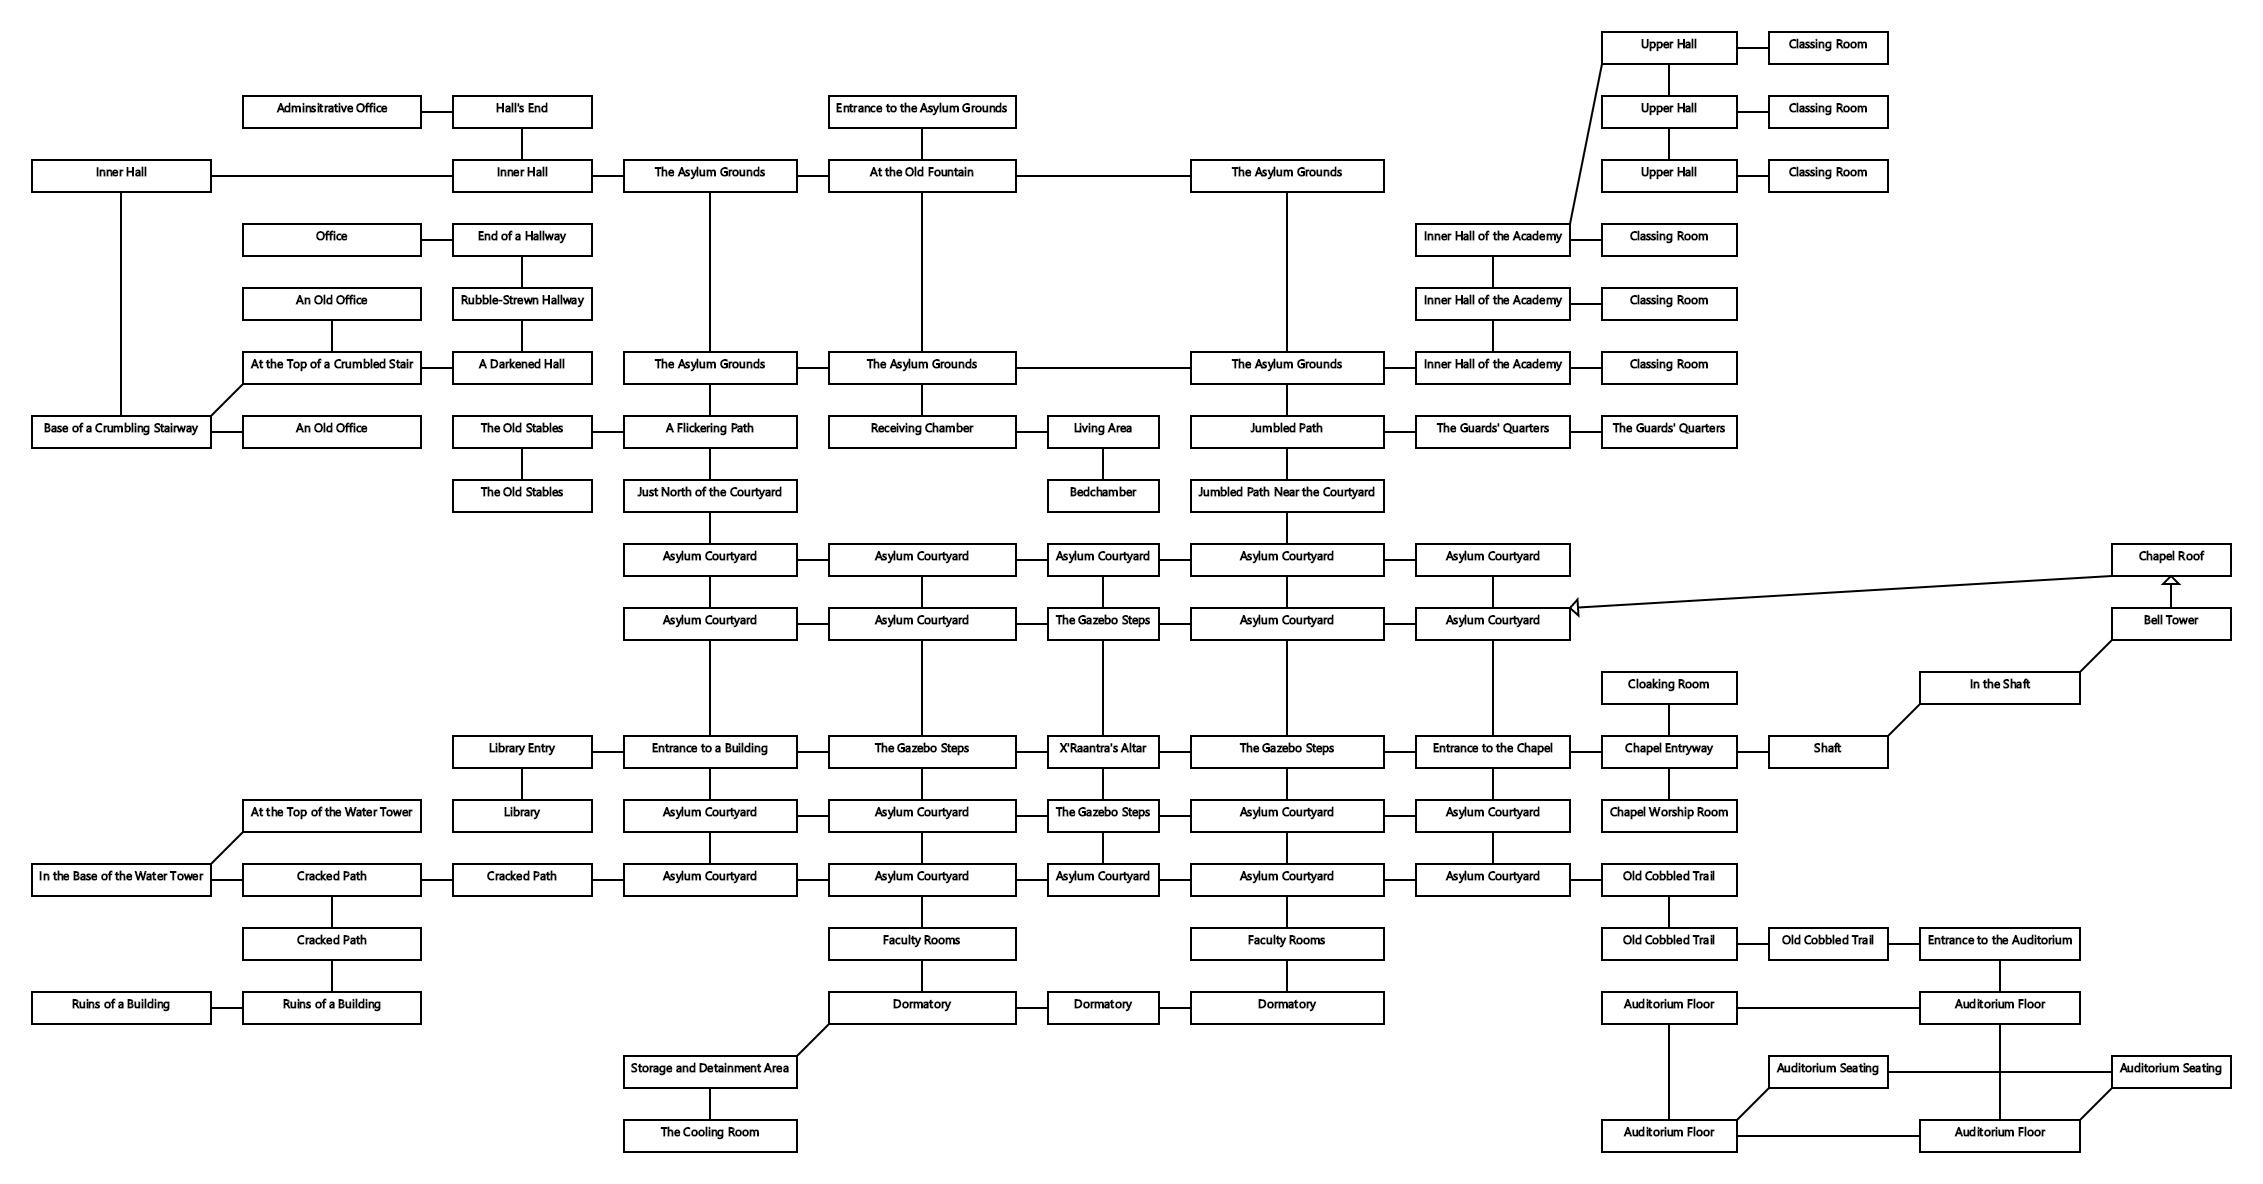 Upper Hall
Classing Room
Adminsitrative Office
Hall's End
Entrance to the Asylum Grounds
Upper Hall
Classing Room
Inner Hall
Inner Hall
The Asylum Grounds
At the Old Fountain
The Asylum Grounds
Upper Hall
Classing Room
Office
End of a Hallway
Inner Hall of the Academy
Classing Room
An Old Office
Rubble-Strewn Hallway
Inner Hall of the Academy
Classing Room
At the Top of a Crumbled Stair
A Darkened Hall
The Asylum Grounds
The Asylum Grounds
The Asylum Grounds
Inner Hall of the Academy
Classing Room
Base of a Crumbling Stairway
An Old Office
The Old Stables
A Flickering Path
Receiving Chamber
Living Area
Jumbled Path
The Guards' Quarters
The Guards' Quarters
The Old Stables
Just North of the Courtyard
Bedchamber
Jumbled Path Near the Courtyard
Asylum Courtyard
Asylum Courtyard
Asylum Courtyard
Asylum Courtyard
Asylum Courtyard
Chapel Roof
Asylum Courtyard
Asylum Courtyard
The Gazebo Steps
Asylum Courtyard
Asylum Courtyard
Bell Tower
Cloaking Room
In the Shaft
Library Entry
Entrance to a Building
The Gazebo Steps
X'Raantra's Altar
The Gazebo Steps
Entrance to the Chapel
Chapel Entryway
Shaft
At the Top of the Water Tower
Library
Asylum Courtyard
Asylum Courtyard
The Gazebo Steps
Asylum Courtyard
Asylum Courtyard
Chapel Worship Room
In the Base of the Water Tower
Cracked Path
Cracked Path
Asylum Courtyard
Asylum Courtyard
Asylum Courtyard
Asylum Courtyard
Asylum Courtyard
Old Cobbled Trail
Cracked Path
Faculty Rooms
Faculty Rooms
Old Cobbled Trail
Old Cobbled Trail
Entrance to the Auditorium
Ruins of a Building
Ruins of a Building
Dormatory
Dormatory
Dormatory
Auditorium Floor
Auditorium Floor
Storage and Detainment Area
Auditorium Seating
Auditorium Seating
The Cooling Room
Auditorium Floor
Auditorium Floor